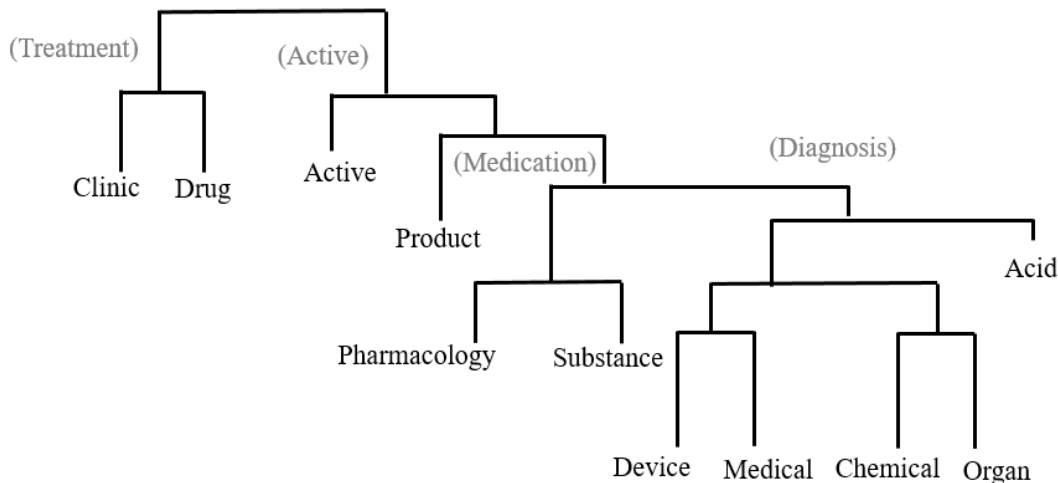 (Treatment)
(Active)
Clinic
Drug
Active
(Medication)
(Diagnosis)
Product
Acid
Pharmacology
Substance
Device
Medical
Chemical
Organ